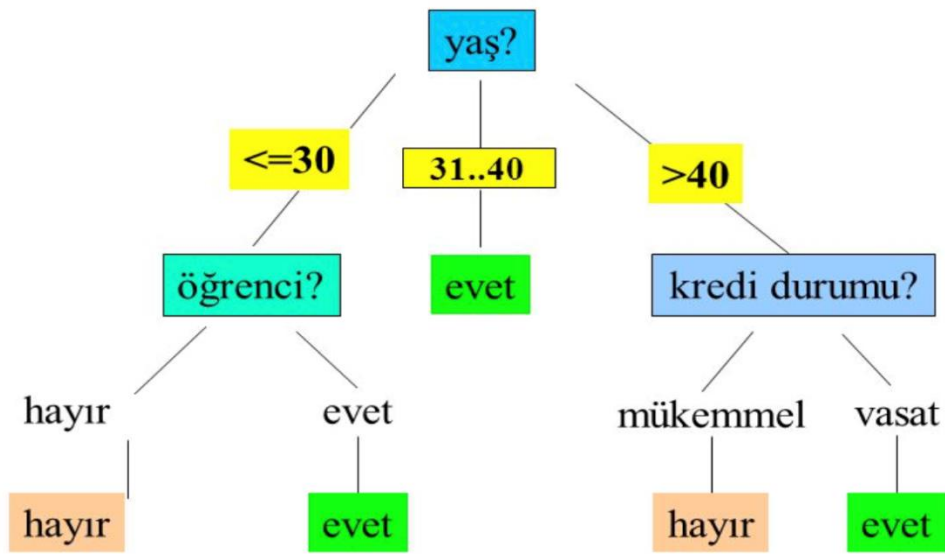 yaş?
<=30
31..40
>40
öğrenci?
evet
kredi durumu?
hayır
evet
mükemmel
vasat
hayır
evet
hayır
evet